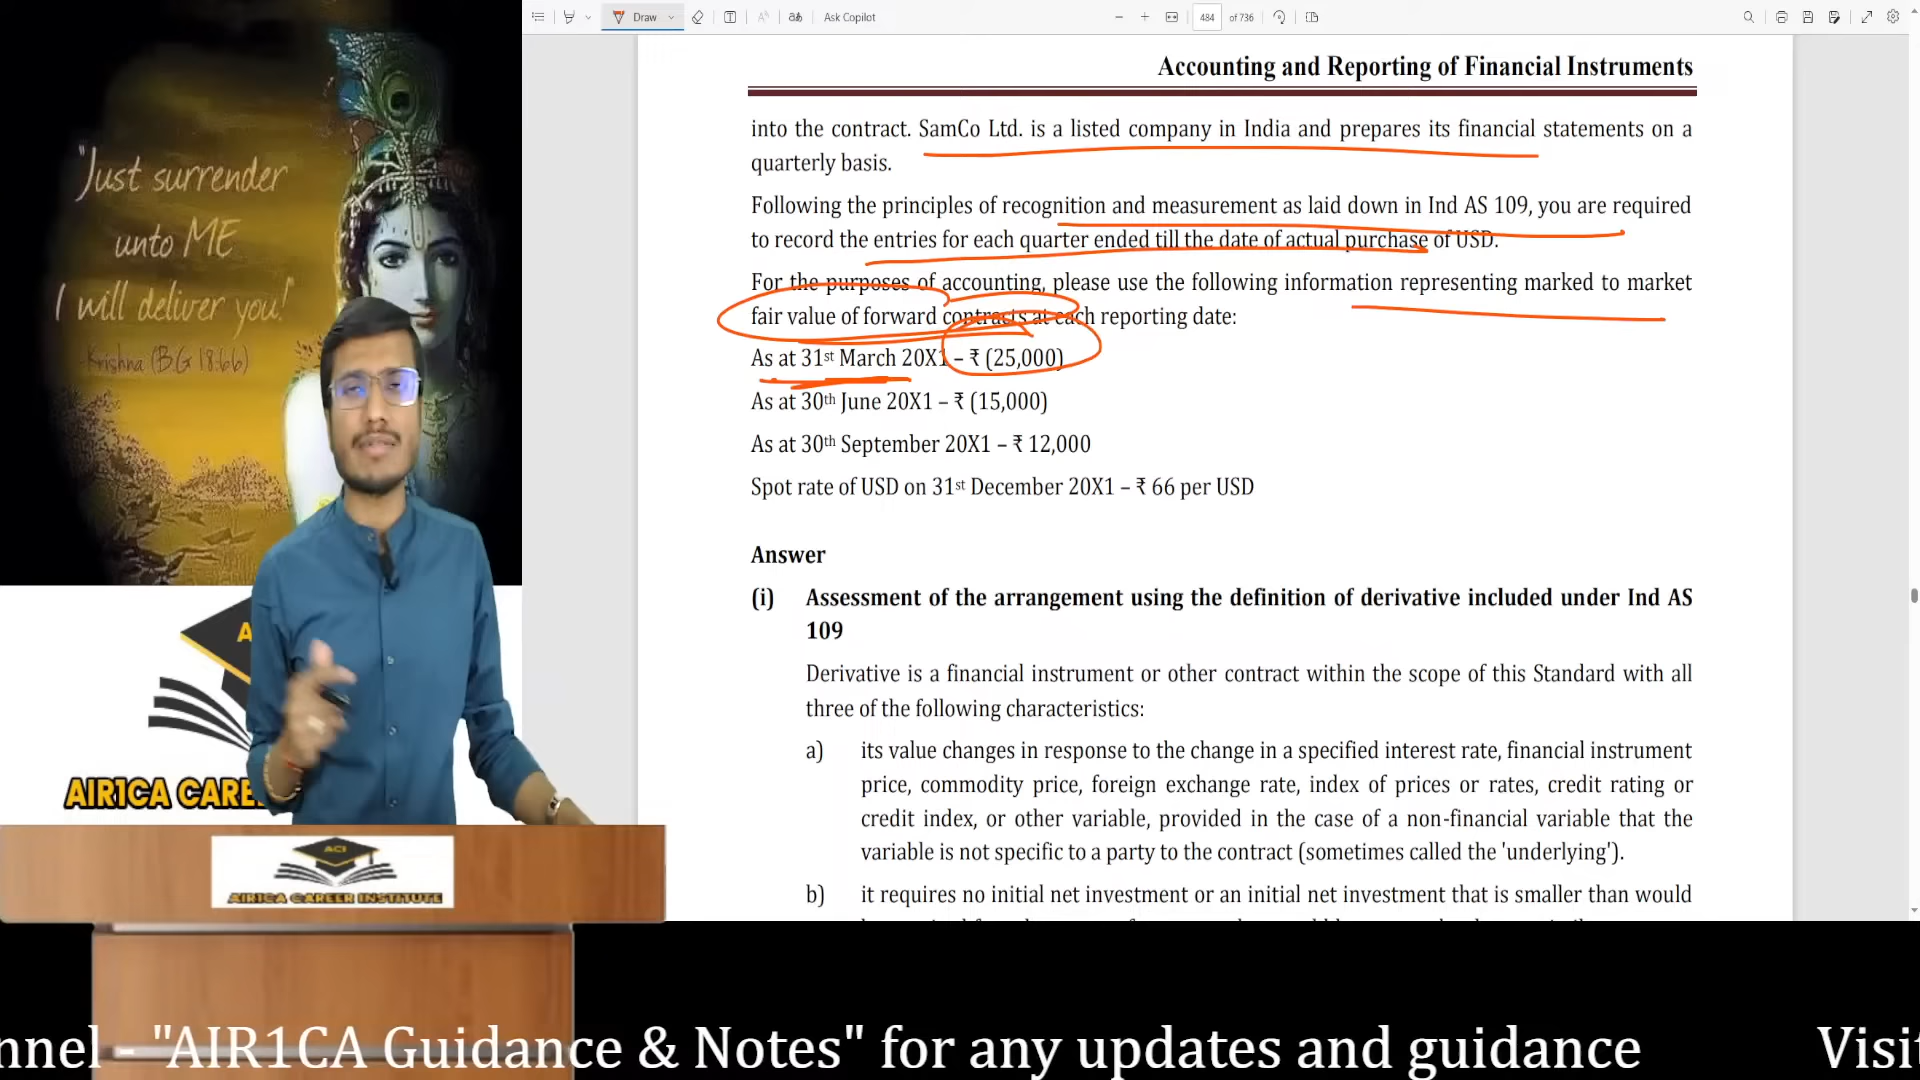 Draw
Ask Copilot
484 of 736
Accounting and Reporting of Financial Instruments
into the contract. SamCo Ltd. is a listed company in India and prepares its financial statements on a
quarterly basis.
Following the principles of recognition and measurement as laid down in Ind AS 109, you are required
to record the entries for each quarter ended till the date of actual purchase of USD.
For the purposes of accounting, please use the following information representing marked to market
fair value of forward contracts at each reporting date:
As at 31st March 20X1 – ₹ (25,000)
As at 30th June 20X1 – ₹ (15,000)
As at 30th September 20X1 – ₹ 12,000
Spot rate of USD on 31st December 20X1 – ₹ 66 per USD
Answer
(i) Assessment of the arrangement using the definition of derivative included under Ind AS
109
Derivative is a financial instrument or other contract within the scope of this Standard with all
three of the following characteristics:
a) its value changes in response to the change in a specified interest rate, financial instrument
price, commodity price, foreign exchange rate, index of prices or rates, credit rating or
credit index, or other variable, provided in the case of a non-financial variable that the
variable is not specific to a party to the contract (sometimes called the 'underlying').
b) it requires no initial net investment or an initial net investment that is smaller than would
"Just surrender
unto ME
I will deliver you!"
-Krishna (B.G 18:66)
A
AIR1CA CARE
ACI
AIR1CA CAREER INSTITUTE
nnel - "AIR1CA Guidance & Notes" for any updates and guidance
Visit